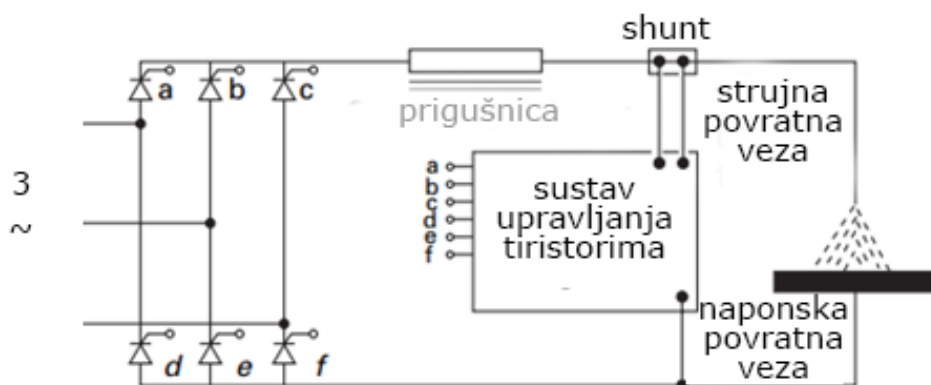 shunt
a b c
prigušnica
strujna
povratna
veza
3
~
a
b
c
d
e
f
sustav
upravljanja
tiristorima
naponska
povratna
veza
d e f